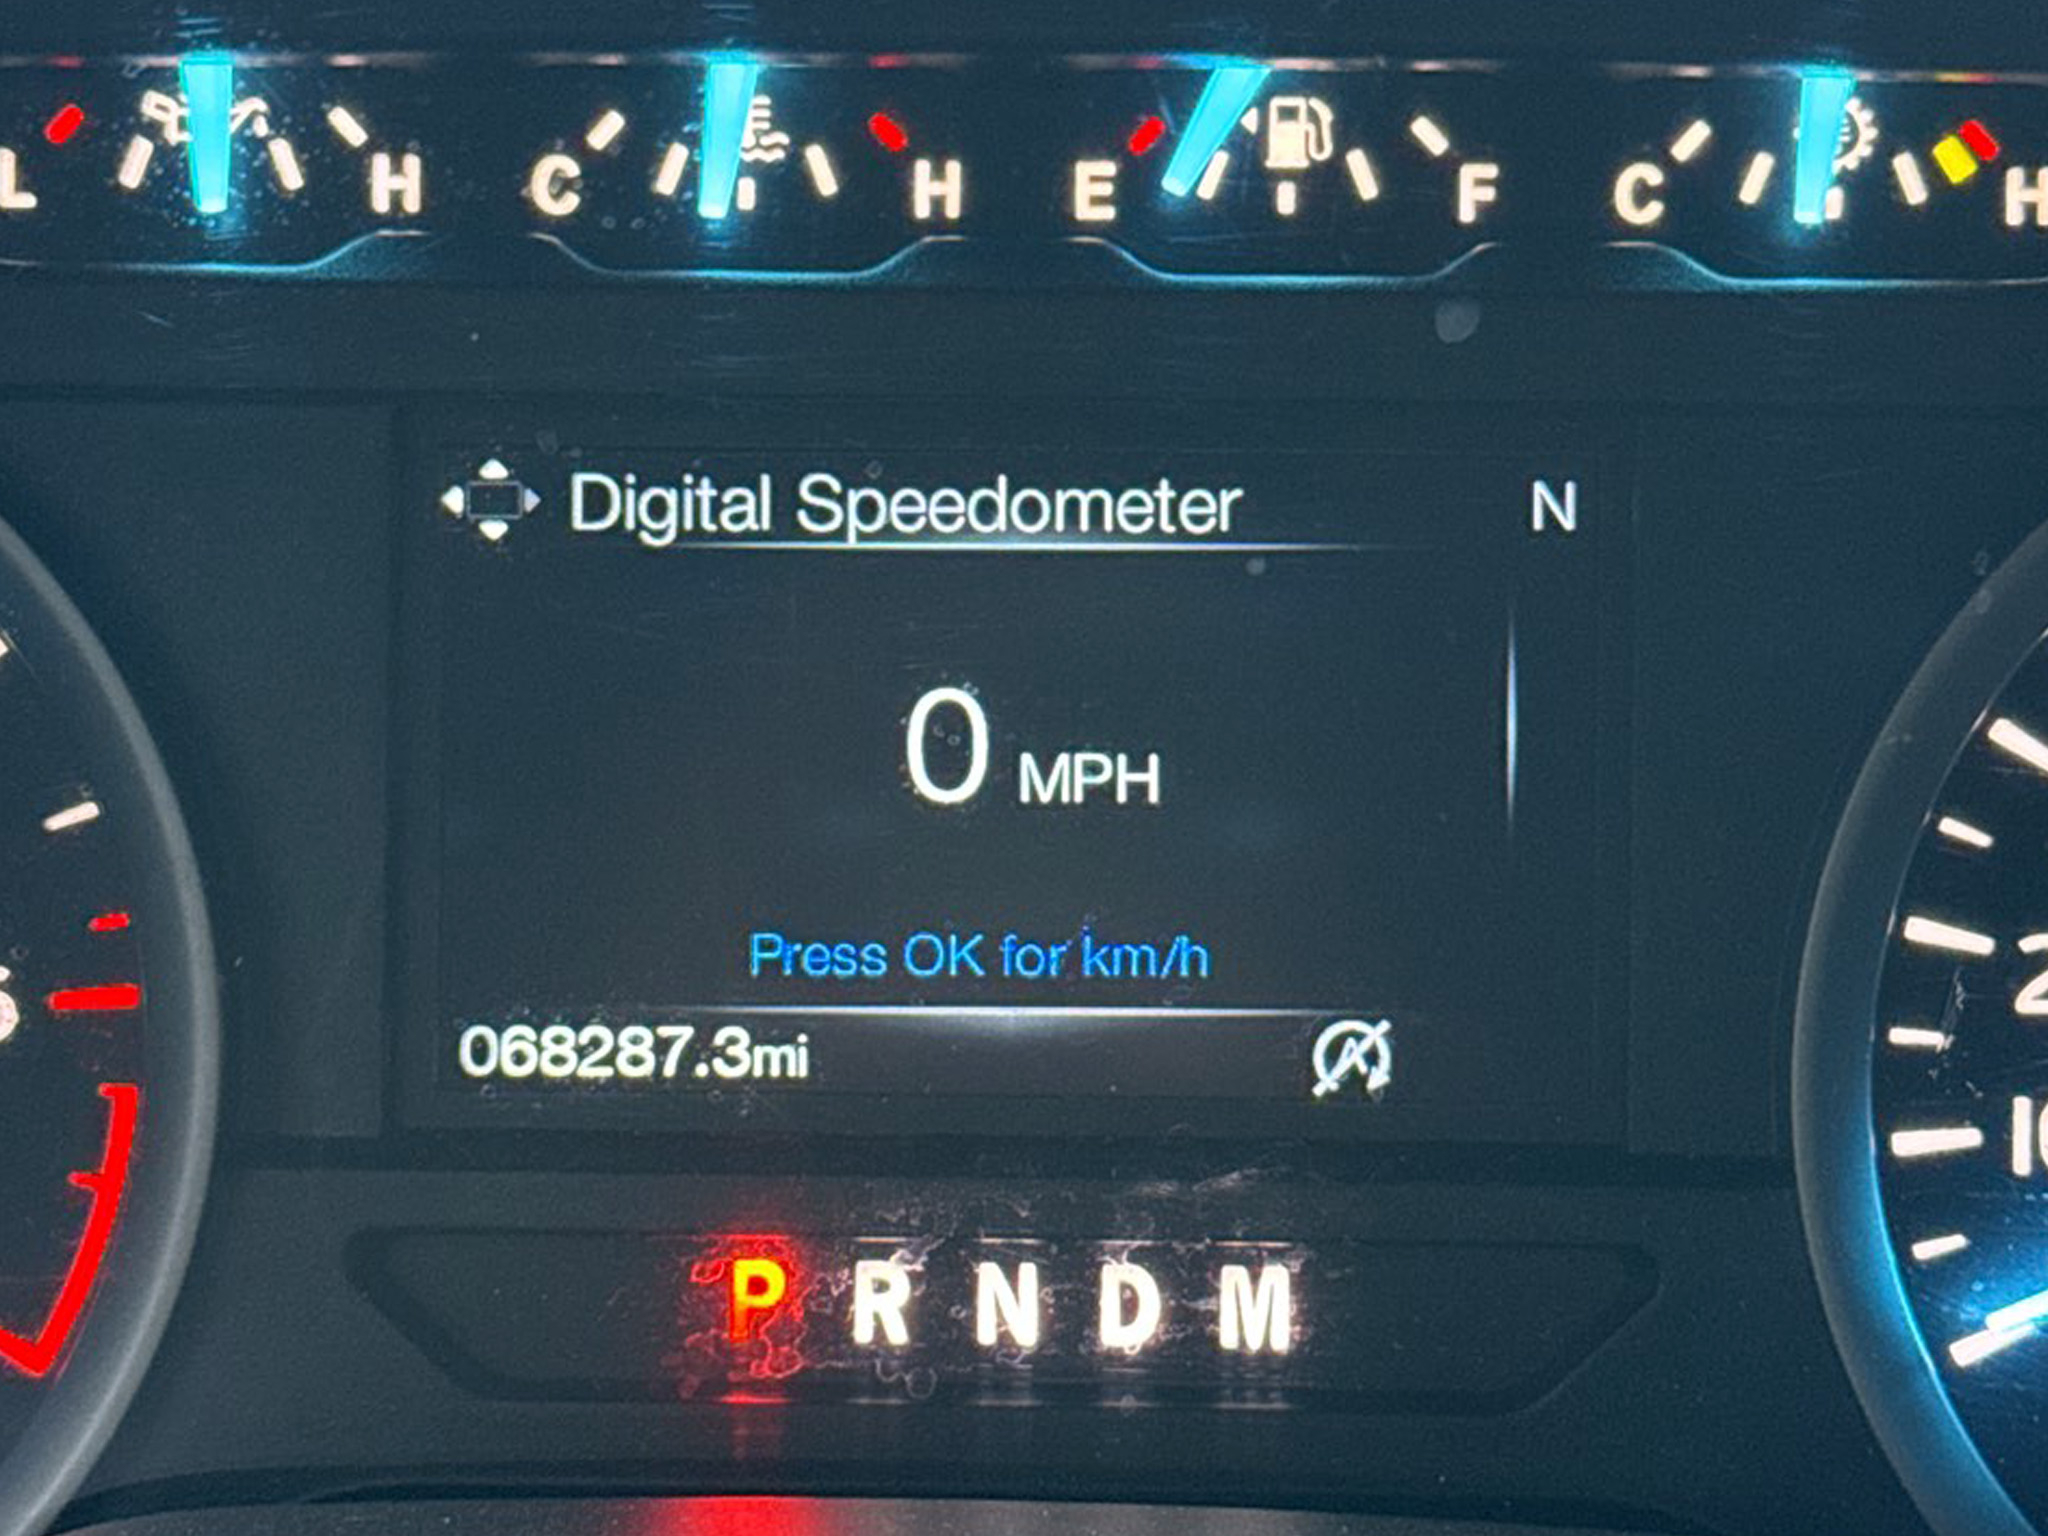 L H C H E F C H
Digital Speedometer N
0 MPH
Press OK for km/h
068287.3mi
P R N D M